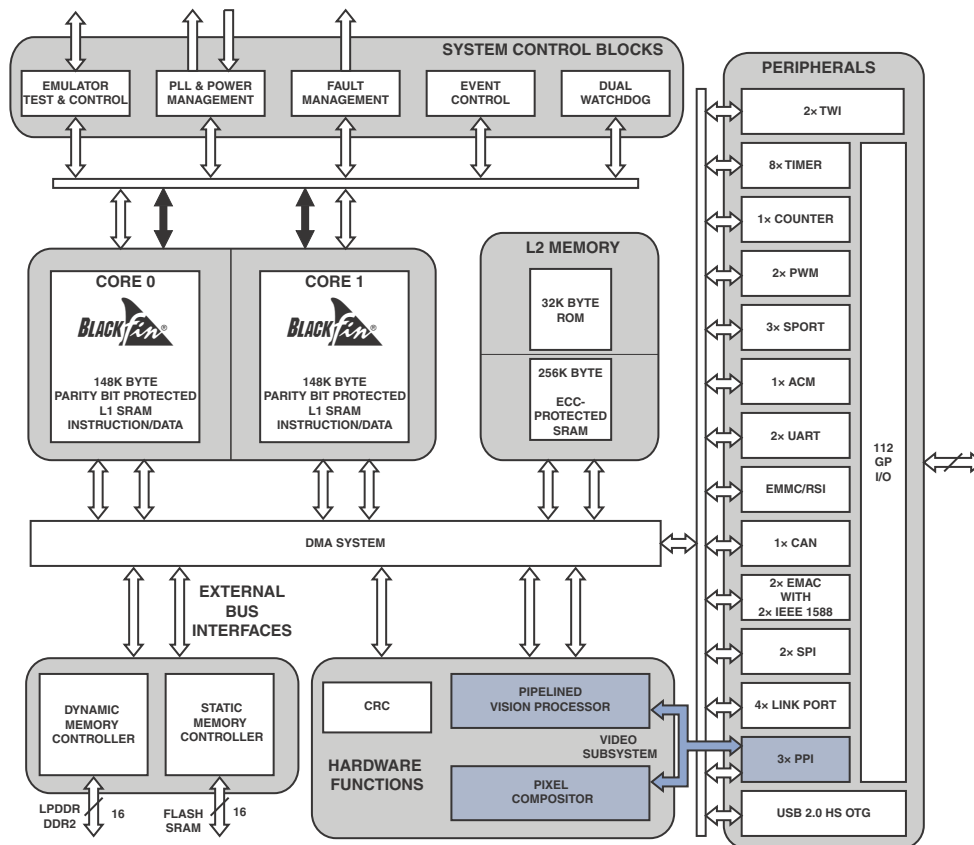 SYSTEM CONTROL BLOCKS
EMULATOR
TEST & CONTROL
PLL & POWER
MANAGEMENT
FAULT
MANAGEMENT
EVENT
CONTROL
DUAL
WATCHDOG
CORE 0
BLACKfin®
148K BYTE
PARITY BIT PROTECTED
L1 SRAM
INSTRUCTION/DATA
CORE 1
BLACKfin®
148K BYTE
PARITY BIT PROTECTED
L1 SRAM
INSTRUCTION/DATA
L2 MEMORY
32K BYTE
ROM
256K BYTE
ECC-
PROTECTED
SRAM
DMA SYSTEM
EXTERNAL
BUS
INTERFACES
DYNAMIC
MEMORY
CONTROLLER
STATIC
MEMORY
CONTROLLER
LPDDR
DDR2
16
FLASH
SRAM
16
CRC
HARDWARE
FUNCTIONS
PIPELINED
VISION PROCESSOR
VIDEO
SUBSYSTEM
PIXEL
COMPOSITOR
PERIPHERALS
2× TWI
8× TIMER
1× COUNTER
2× PWM
3× SPORT
1× ACM
2× UART
EMMC/RSI
1× CAN
2× EMAC
WITH
2× IEEE 1588
2× SPI
4× LINK PORT
3× PPI
USB 2.0 HS OTG
112
GP
I/O